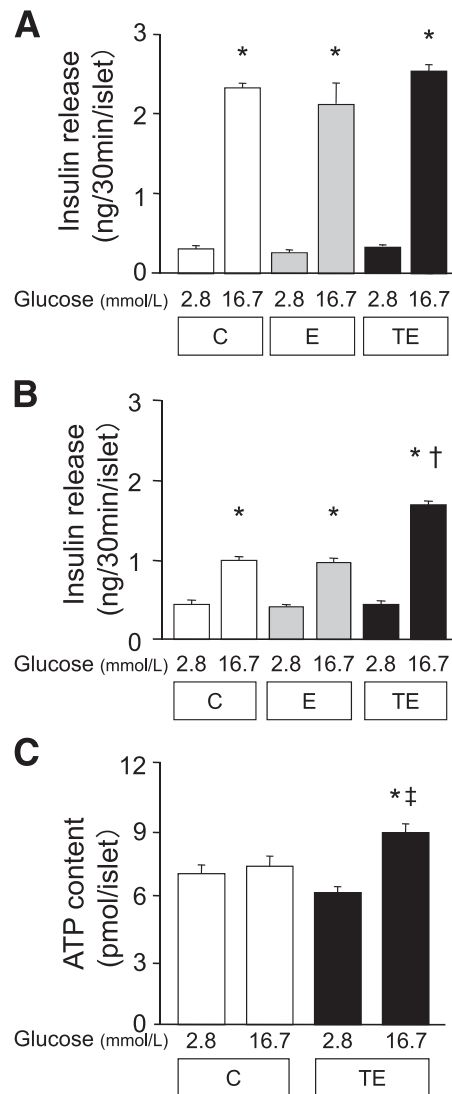 A
Insulin release
(ng/30min/islet)
3
2
1
0
* * *
Glucose (mmol/L) 2.8 16.7 2.8 16.7 2.8 16.7
C E TE
B
Insulin release
(ng/30min/islet)
3
2
1
0
* * * †
Glucose (mmol/L) 2.8 16.7 2.8 16.7 2.8 16.7
C E TE
C
ATP content
(pmol/islet)
12
9
6
3
0
*‡
Glucose (mmol/L) 2.8 16.7 2.8 16.7
C TE